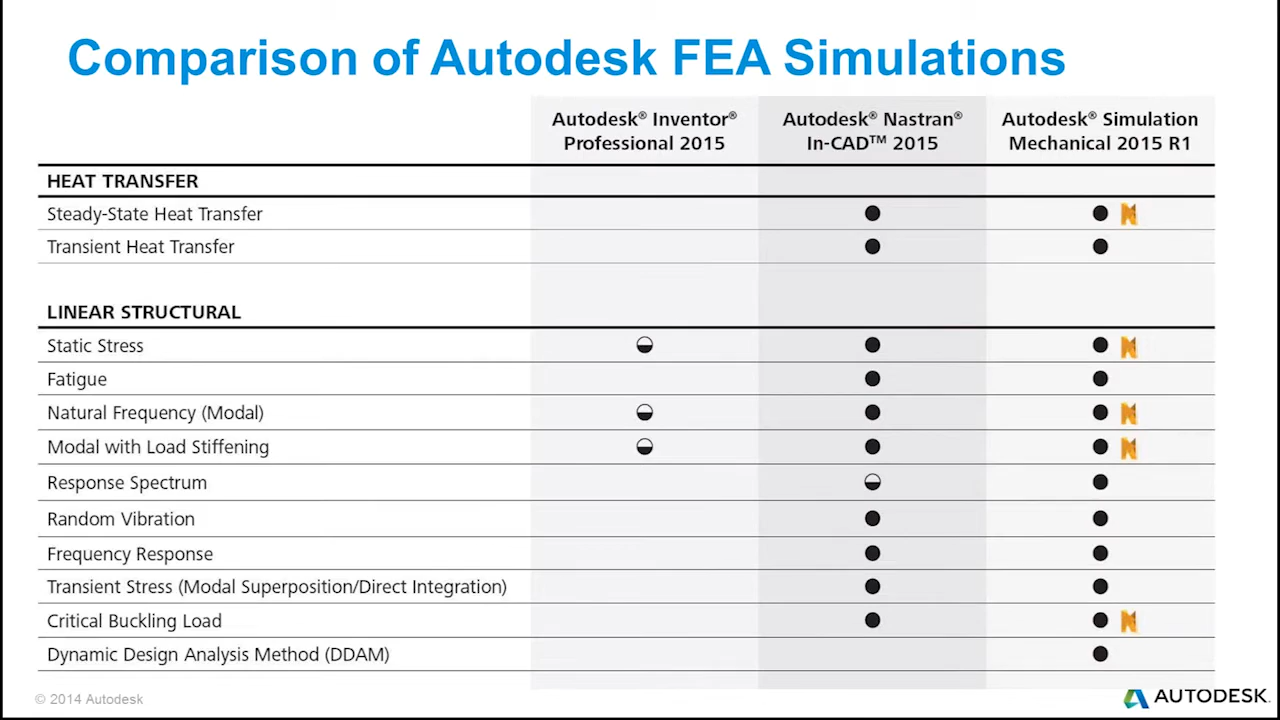 Comparison of Autodesk FEA Simulations
Autodesk® Inventor® Professional 2015
Autodesk® Nastran® In-CAD™ 2015
Autodesk® Simulation Mechanical 2015 R1
HEAT TRANSFER
Steady-State Heat Transfer
Transient Heat Transfer
LINEAR STRUCTURAL
Static Stress
Fatigue
Natural Frequency (Modal)
Modal with Load Stiffening
Response Spectrum
Random Vibration
Frequency Response
Transient Stress (Modal Superposition/Direct Integration)
Critical Buckling Load
Dynamic Design Analysis Method (DDAM)
© 2014 Autodesk
AUTODESK.